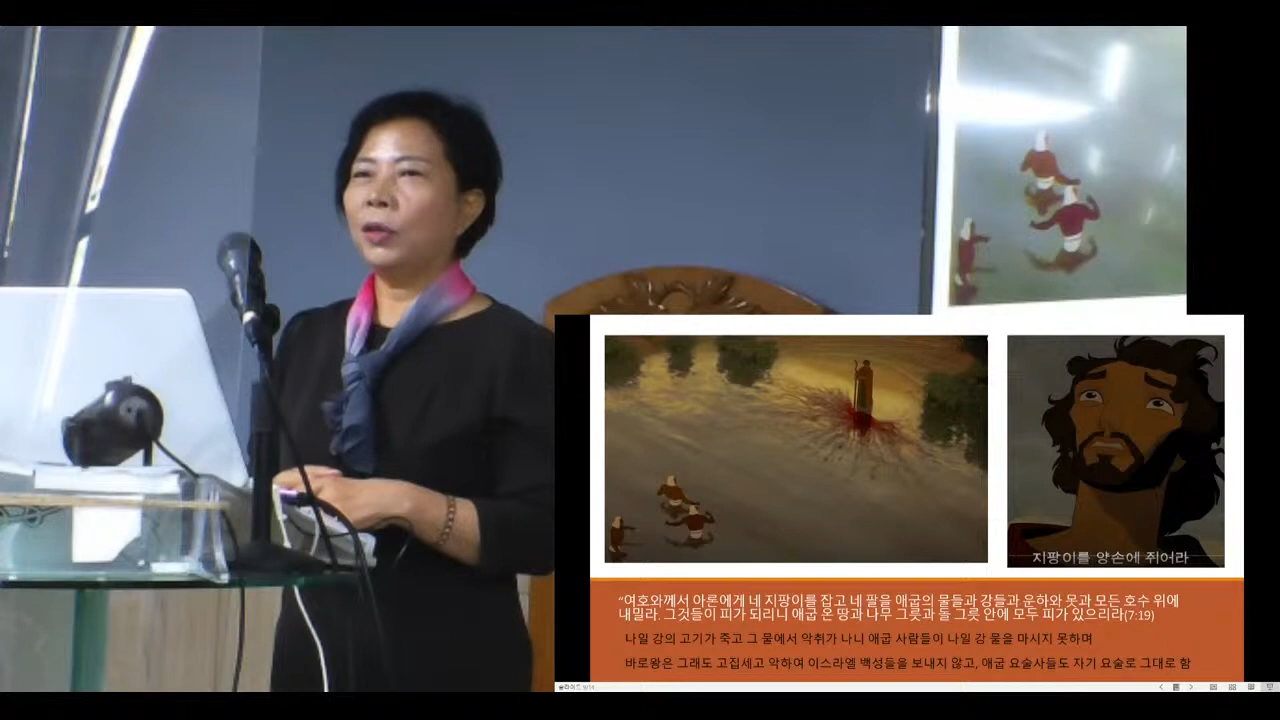 지팡이를 양손에 쥐어라
“여호와께서 아론에게 네 지팡이를 잡고 네 팔을 애굽의 물들과 강들과 운하와 못과 모든 호수 위에
내밀라. 그것들이 피가 되리니 애굽 온 땅과 나무 그릇과 돌 그릇 안에 모두 피가 있으리라(7:19)
나일 강의 고기가 죽고 그 물에서 악취가 나니 애굽 사람들이 나일 강 물을 마시지 못하며
바로왕은 그래도 고집세고 악하여 이스라엘 백성들을 보내지 않고, 애굽 요술사들도 자기 요술로 그대로 함